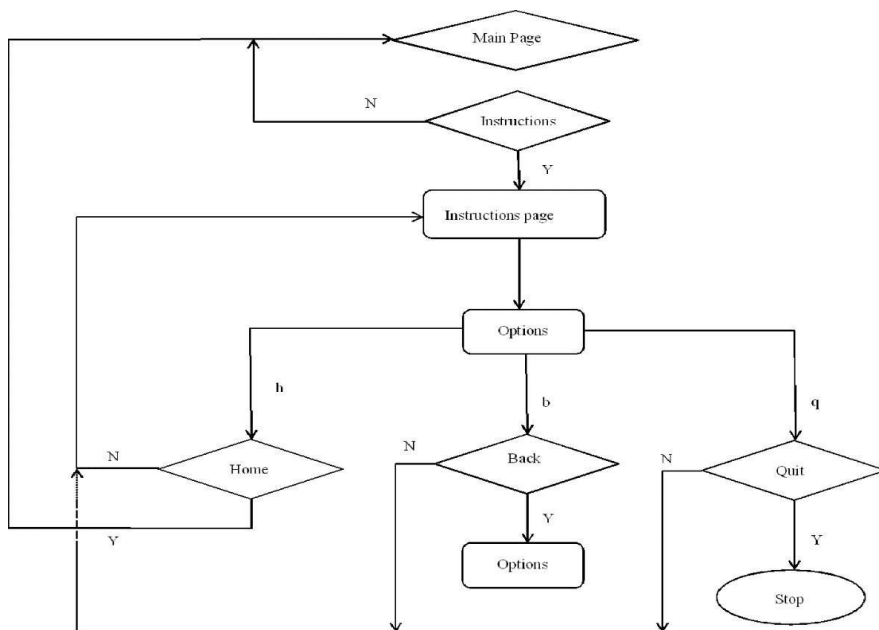 Main Page
N
Instructions
Y
Instructions page
Options
h
b
q
N
Home
N
Back
N
Quit
Y
Y
Y
Options
Stop